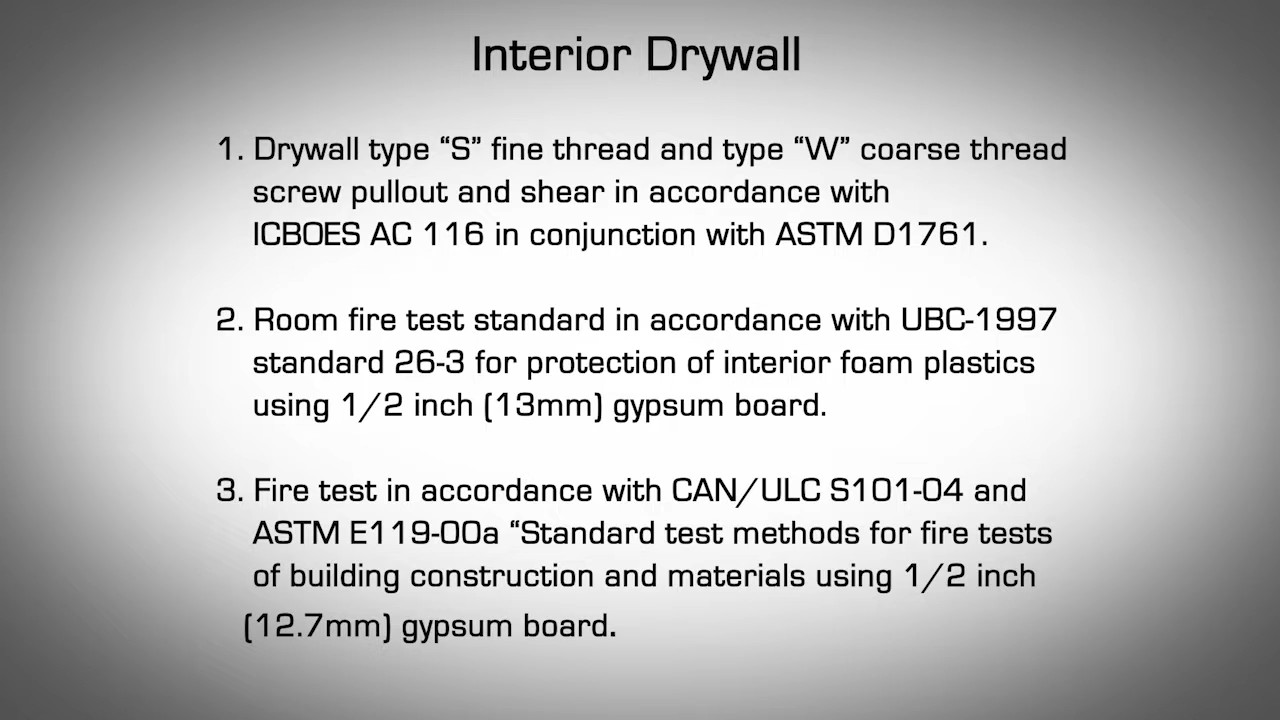 Interior Drywall
1. Drywall type “S” fine thread and type “W” coarse thread
screw pullout and shear in accordance with
ICBOES AC 116 in conjunction with ASTM D1761.
2. Room fire test standard in accordance with UBC-1997
standard 26-3 for protection of interior foam plastics
using 1/2 inch (13mm) gypsum board.
3. Fire test in accordance with CAN/ULC S101-04 and
ASTM E119-00a “Standard test methods for fire tests
of building construction and materials using 1/2 inch
(12.7mm) gypsum board.